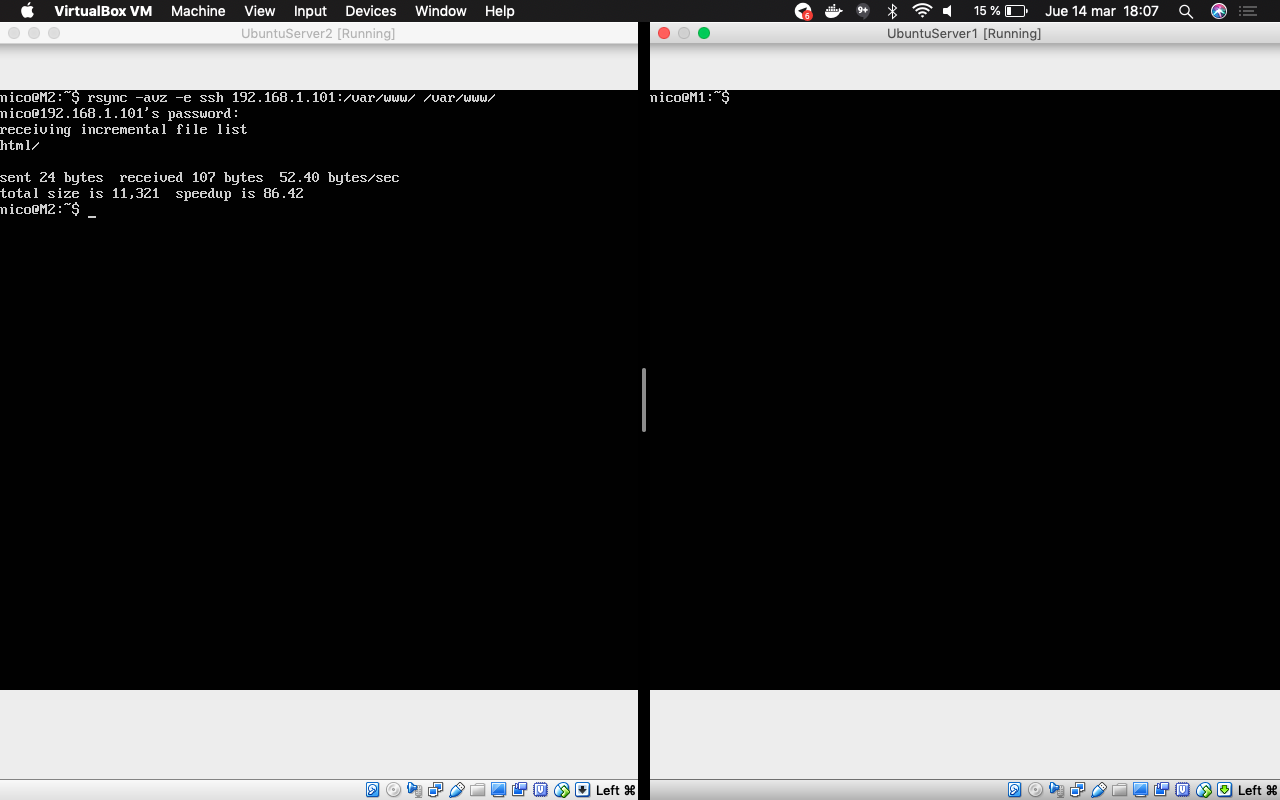 VirtualBox VM Machine View Input Devices Window Help 6 9+ 15 % Jue 14 mar 18:07
UbuntuServer2 [Running]
nico@M2:~$ rsync -avz -e ssh 192.168.1.101:/var/www/ /var/www/
nico@192.168.1.101's password:
receiving incremental file list
html/
sent 24 bytes  received 107 bytes  52.40 bytes/sec
total size is 11,321  speedup is 86.42
nico@M2:~$ _
Left ⌘
UbuntuServer1 [Running]
nico@M1:~$
Left ⌘